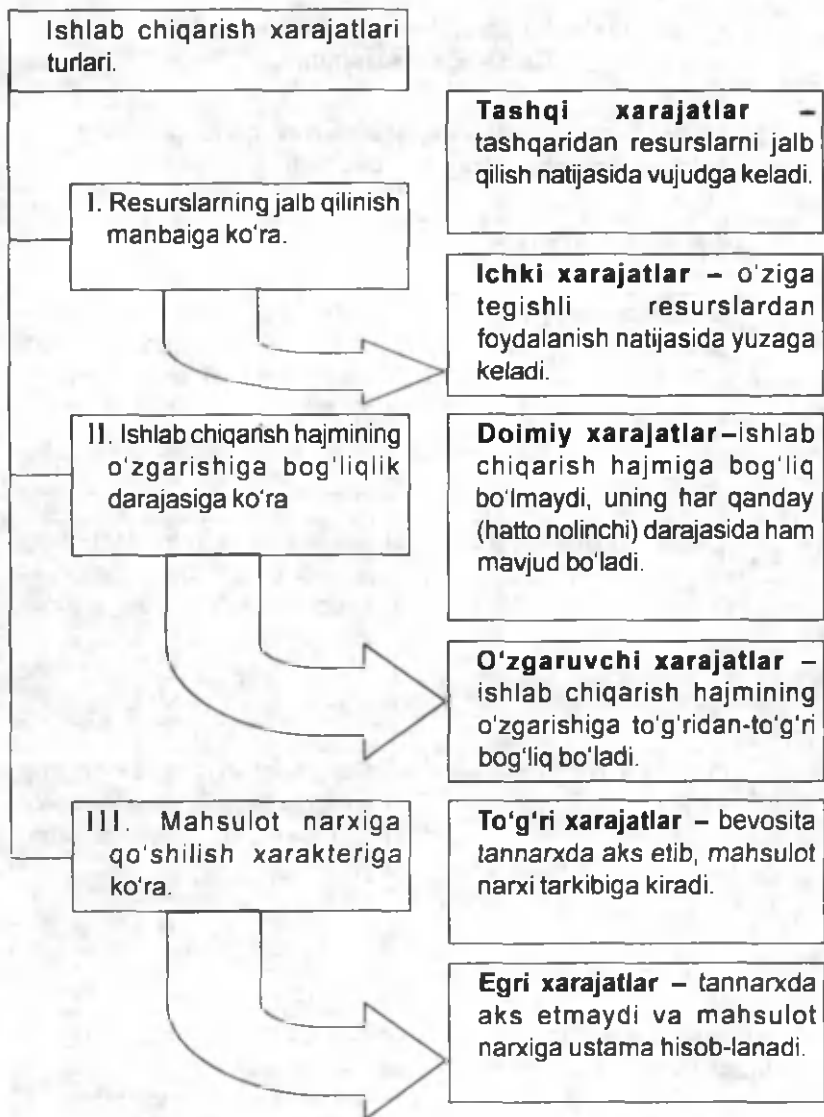 Ishlab chiqarish xarajatlari
turlari.
Tashqi xarajatlar –
tashqaridan resurslarni jalb
qilish natijasida vujudga keladi.
I. Resurslarning jalb qilinish
manbaiga ko‘ra.
Ichki xarajatlar – o‘ziga
tegishli resurslardan
foydalanish natijasida yuzaga
keladi.
II. Ishlab chiqarish hajmining
o‘zgarishiga bog‘liqlik
darajasiga ko‘ra
Doimiy xarajatlar–ishlab
chiqarish hajmiga bog‘liq
bo‘lmaydi, uning har qanday
(hatto nolinchi) darajasida ham
mavjud bo‘ladi.
O‘zgaruvchi xarajatlar –
ishlab chiqarish hajmining
o‘zgarishiga to‘g‘ridan-to‘g‘ri
bog‘liq bo‘ladi.
III. Mahsulot narxiga
qo‘shilish xarakteriga
ko‘ra.
To‘g‘ri xarajatlar – bevosita
tannarxda aks etib, mahsulot
narxi tarkibiga kiradi.
Egri xarajatlar – tannarxda
aks etmaydi va mahsulot
narxiga ustama hisob-lanadi.